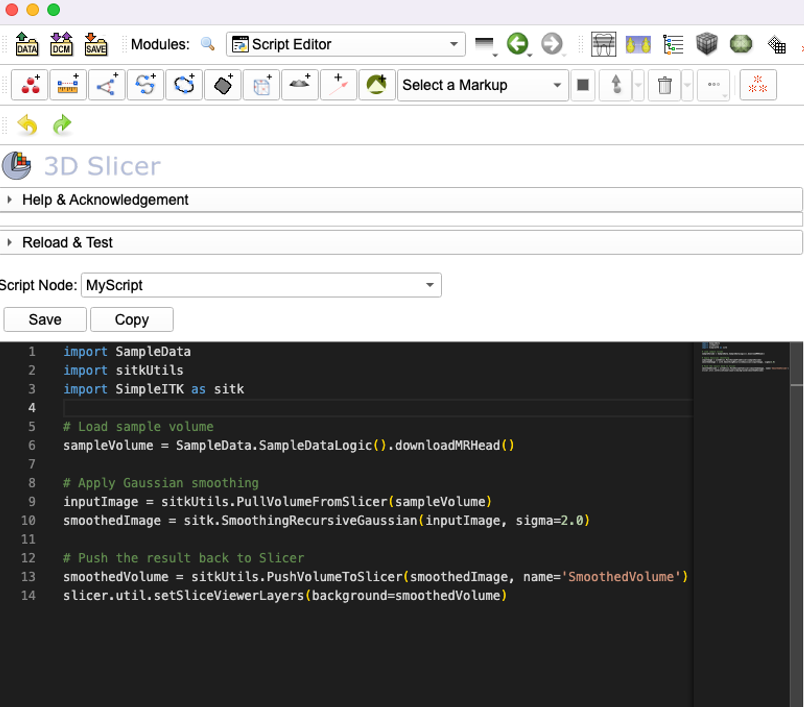 DATA DCM SAVE Modules: Script Editor
Select a Markup
3D Slicer
Help & Acknowledgement
Reload & Test
Script Node: MyScript
Save Copy
1 import SampleData
2 import sitkUtils
3 import SimpleITK as sitk
4
5 # Load sample volume
6 sampleVolume = SampleData.SampleDataLogic().downloadMRHead()
7
8 # Apply Gaussian smoothing
9 inputImage = sitkUtils.PullVolumeFromSlicer(sampleVolume)
10 smoothedImage = sitk.SmoothingRecursiveGaussian(inputImage, sigma=2.0)
11
12 # Push the result back to Slicer
13 smoothedVolume = sitkUtils.PushVolumeToSlicer(smoothedImage, name='SmoothedVolume')
14 slicer.util.setSliceViewerLayers(background=smoothedVolume)